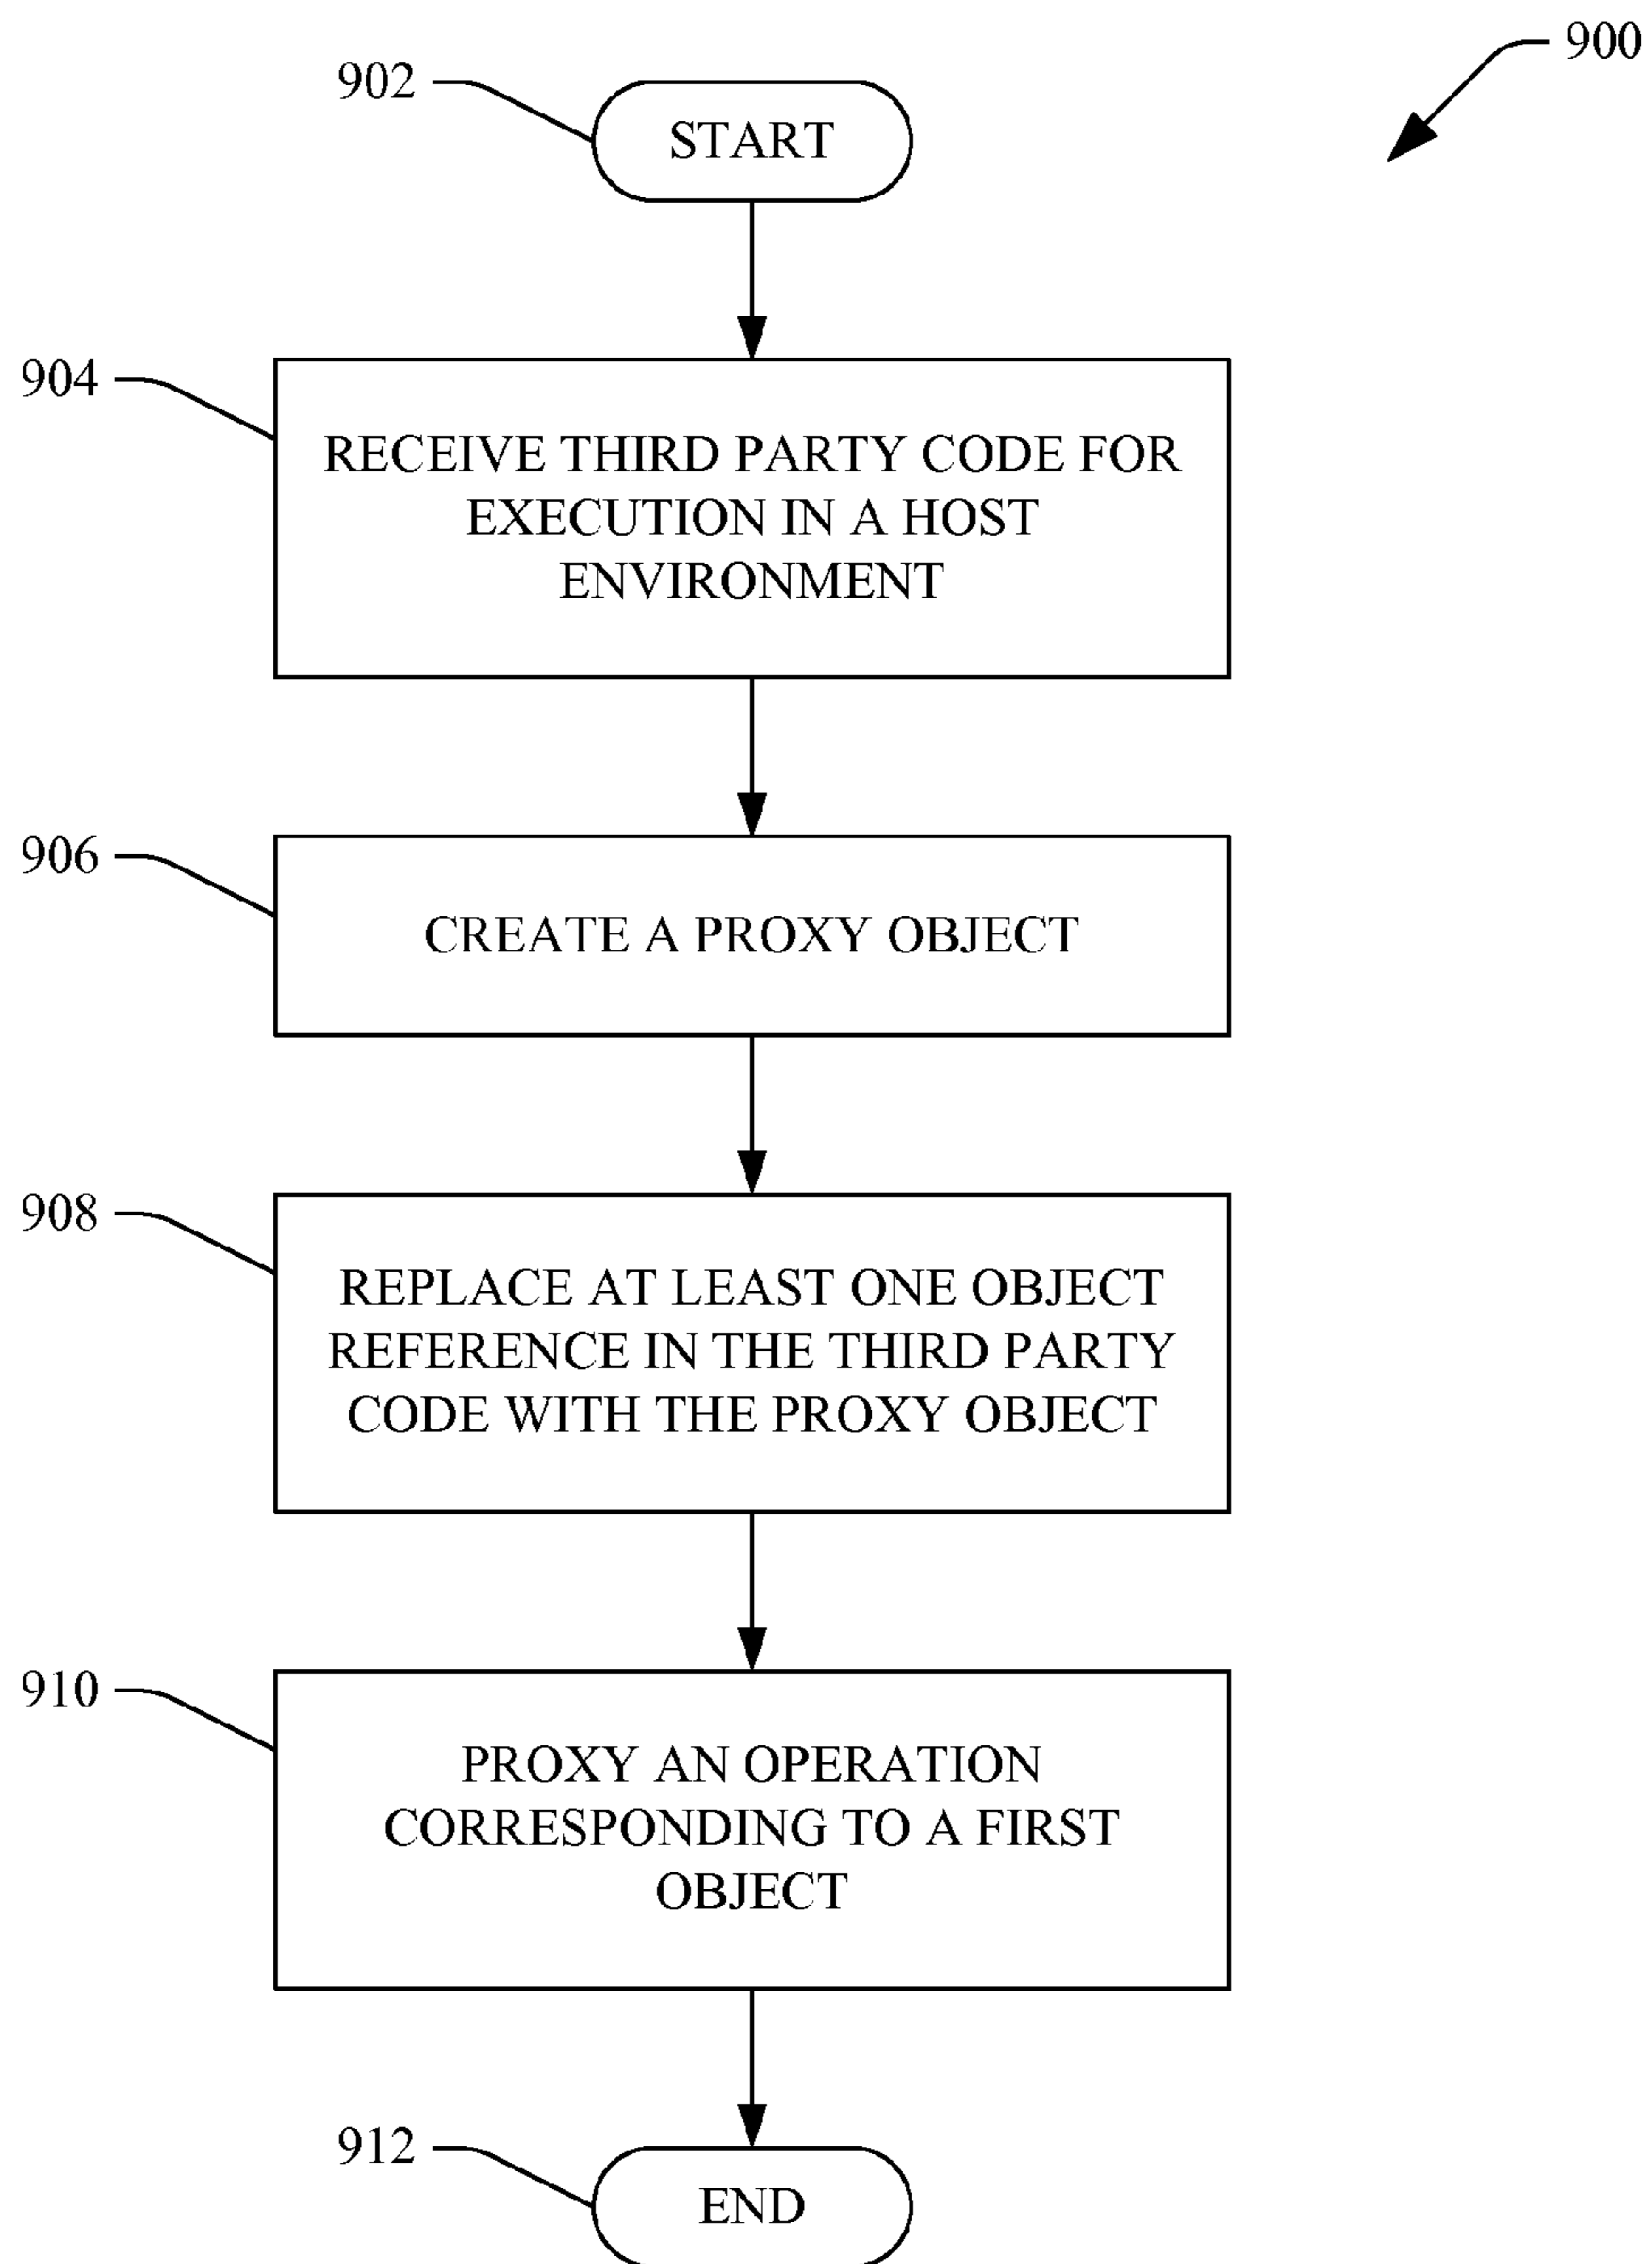 900
902
START
904
RECEIVE THIRD PARTY CODE FOR
EXECUTION IN A HOST
ENVIRONMENT
906
CREATE A PROXY OBJECT
908
REPLACE AT LEAST ONE OBJECT
REFERENCE IN THE THIRD PARTY
CODE WITH THE PROXY OBJECT
910
PROXY AN OPERATION
CORRESPONDING TO A FIRST
OBJECT
912
END